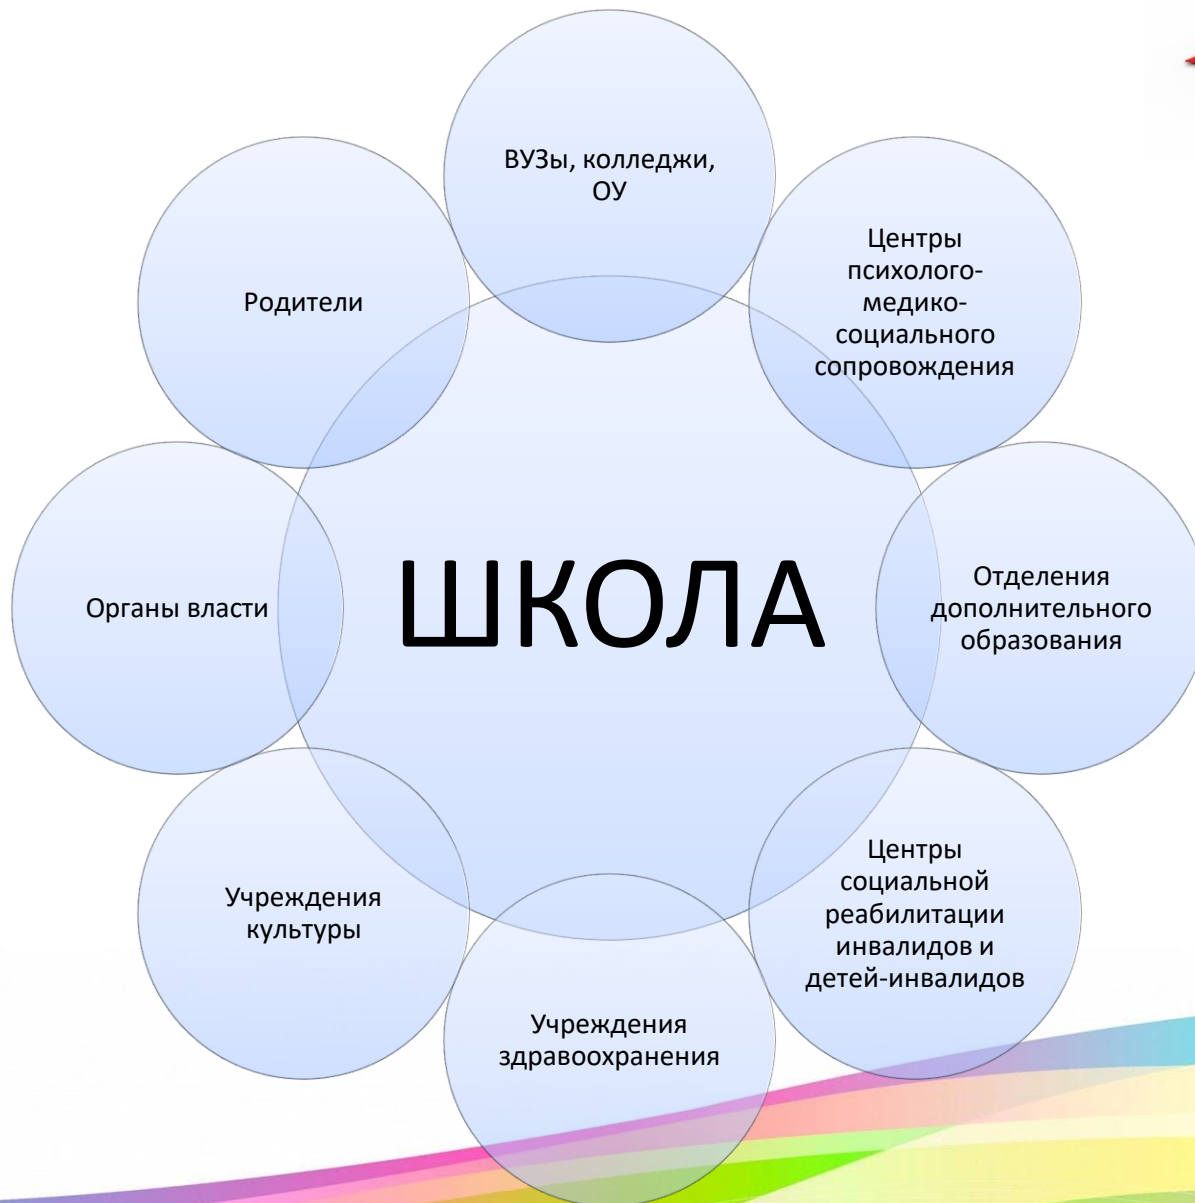 ВУЗы, колледжи,
ОУ
Центры
психолого-
медико-
социального
сопровождения
Отделения
дополнительного
образования
Центры
социальной
реабилитации
инвалидов и
детей-инвалидов
Учреждения
здравоохранения
Учреждения
культуры
Органы власти
Родители
ШКОЛА